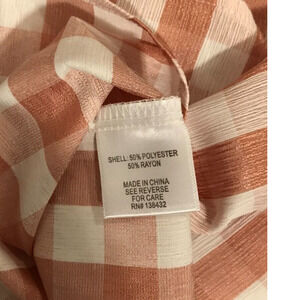 SHELL: 50% POLYESTER
50% RAYON
MADE IN CHINA
SEE REVERSE
FOR CARE
RN# 138432